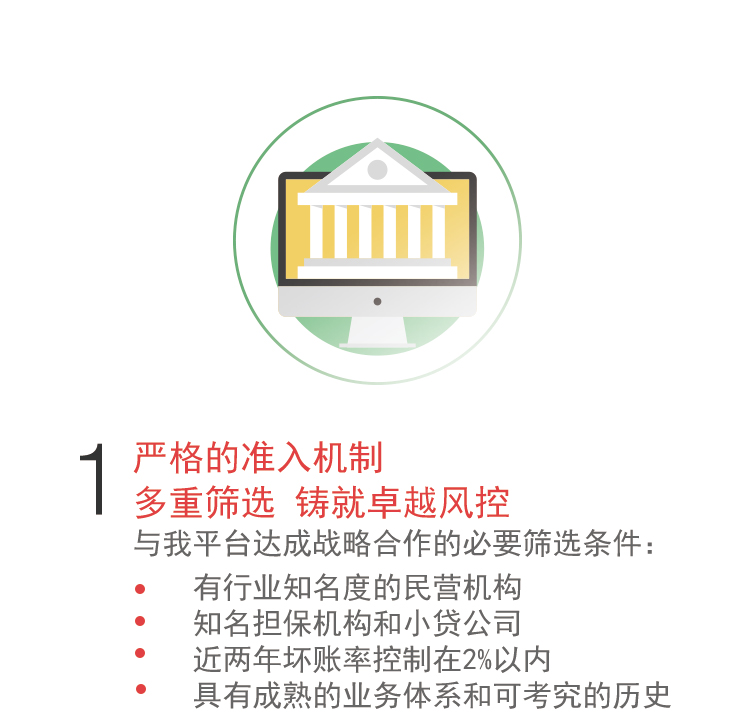 1
严格的准入机制
多重筛选 铸就卓越风控
与我平台达成战略合作的必要筛选条件：
• 有行业知名度的民营机构
• 知名担保机构和小贷公司
• 近两年坏账率控制在2%以内
• 具有成熟的业务体系和可考究的历史